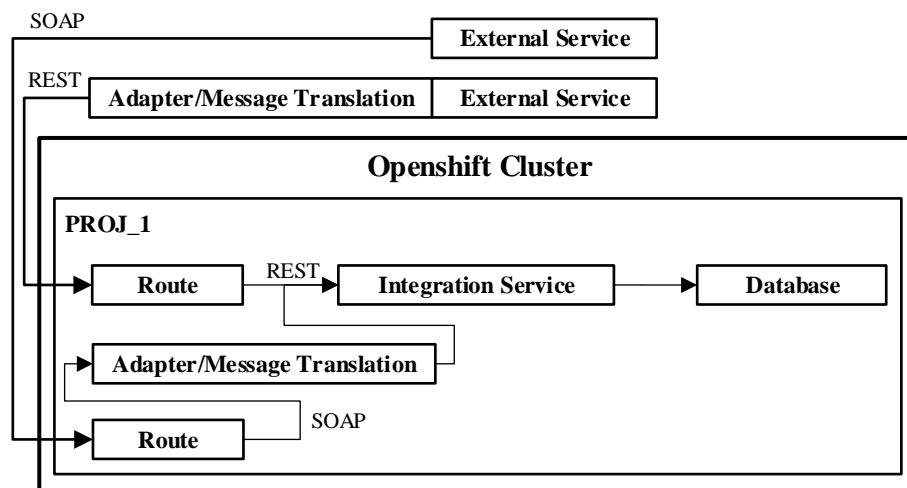 SOAP
External Service
REST
Adapter/Message Translation
External Service
Openshift Cluster
PROJ_1
Route
REST
Integration Service
Database
Adapter/Message Translation
Route
SOAP